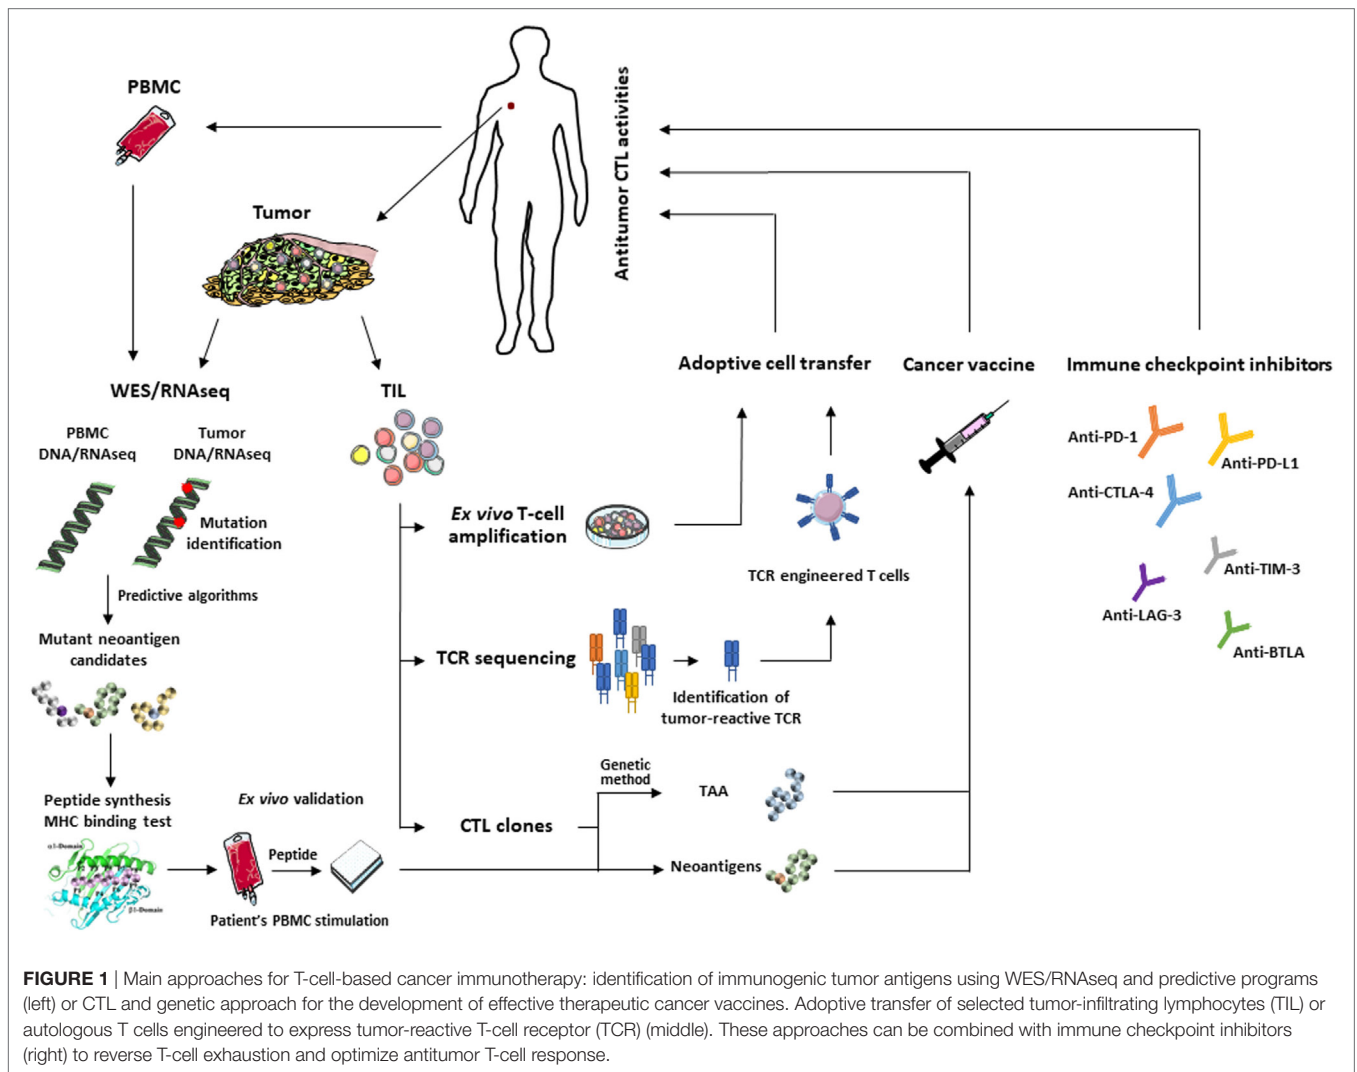 PBMC
Antitumor CTL activities
Tumor
Adoptive cell transfer
Cancer vaccine
Immune checkpoint inhibitors
WES/RNAseq
TIL
PBMC
DNA/RNAseq
Tumor
DNA/RNAseq
Mutation
identification
Anti-PD-1
Anti-PD-L1
Anti-CTLA-4
Anti-TIM-3
Anti-LAG-3
Anti-BTLA
Ex vivo T-cell
amplification
TCR engineered T cells
Predictive algorithms
Mutant neoantigen
candidates
TCR sequencing
Identification of
tumor-reactive TCR
Peptide synthesis
MHC binding test
α1-Domain
β1-Domain
Ex vivo validation
Peptide
Patient's PBMC stimulation
CTL clones
Genetic
method
TAA
Neoantigens
FIGURE 1 | Main approaches for T-cell-based cancer immunotherapy: identification of immunogenic tumor antigens using WES/RNAseq and predictive programs
(left) or CTL and genetic approach for the development of effective therapeutic cancer vaccines. Adoptive transfer of selected tumor-infiltrating lymphocytes (TIL) or
autologous T cells engineered to express tumor-reactive T-cell receptor (TCR) (middle). These approaches can be combined with immune checkpoint inhibitors
(right) to reverse T-cell exhaustion and optimize antitumor T-cell response.